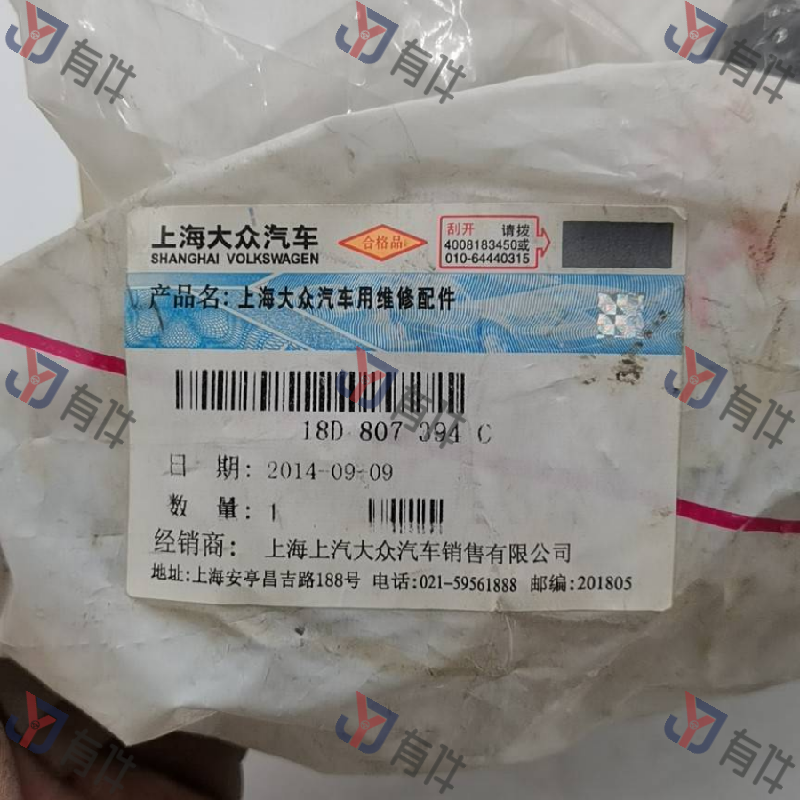 上海大众汽车
SHANGHAI VOLKSWAGEN
合格品
刮开 请拨
4008183450或
010-64440315
产品名: 上海大众汽车用维修配件
18D 807 394 C
日 期: 2014-09-09
数 量: 1
经销商: 上海上汽大众汽车销售有限公司
地址:上海安亭昌吉路188号 电话:021-59561888 邮编:201805
有件
有件
有件
有件
有件
有件
有件
有件
有件